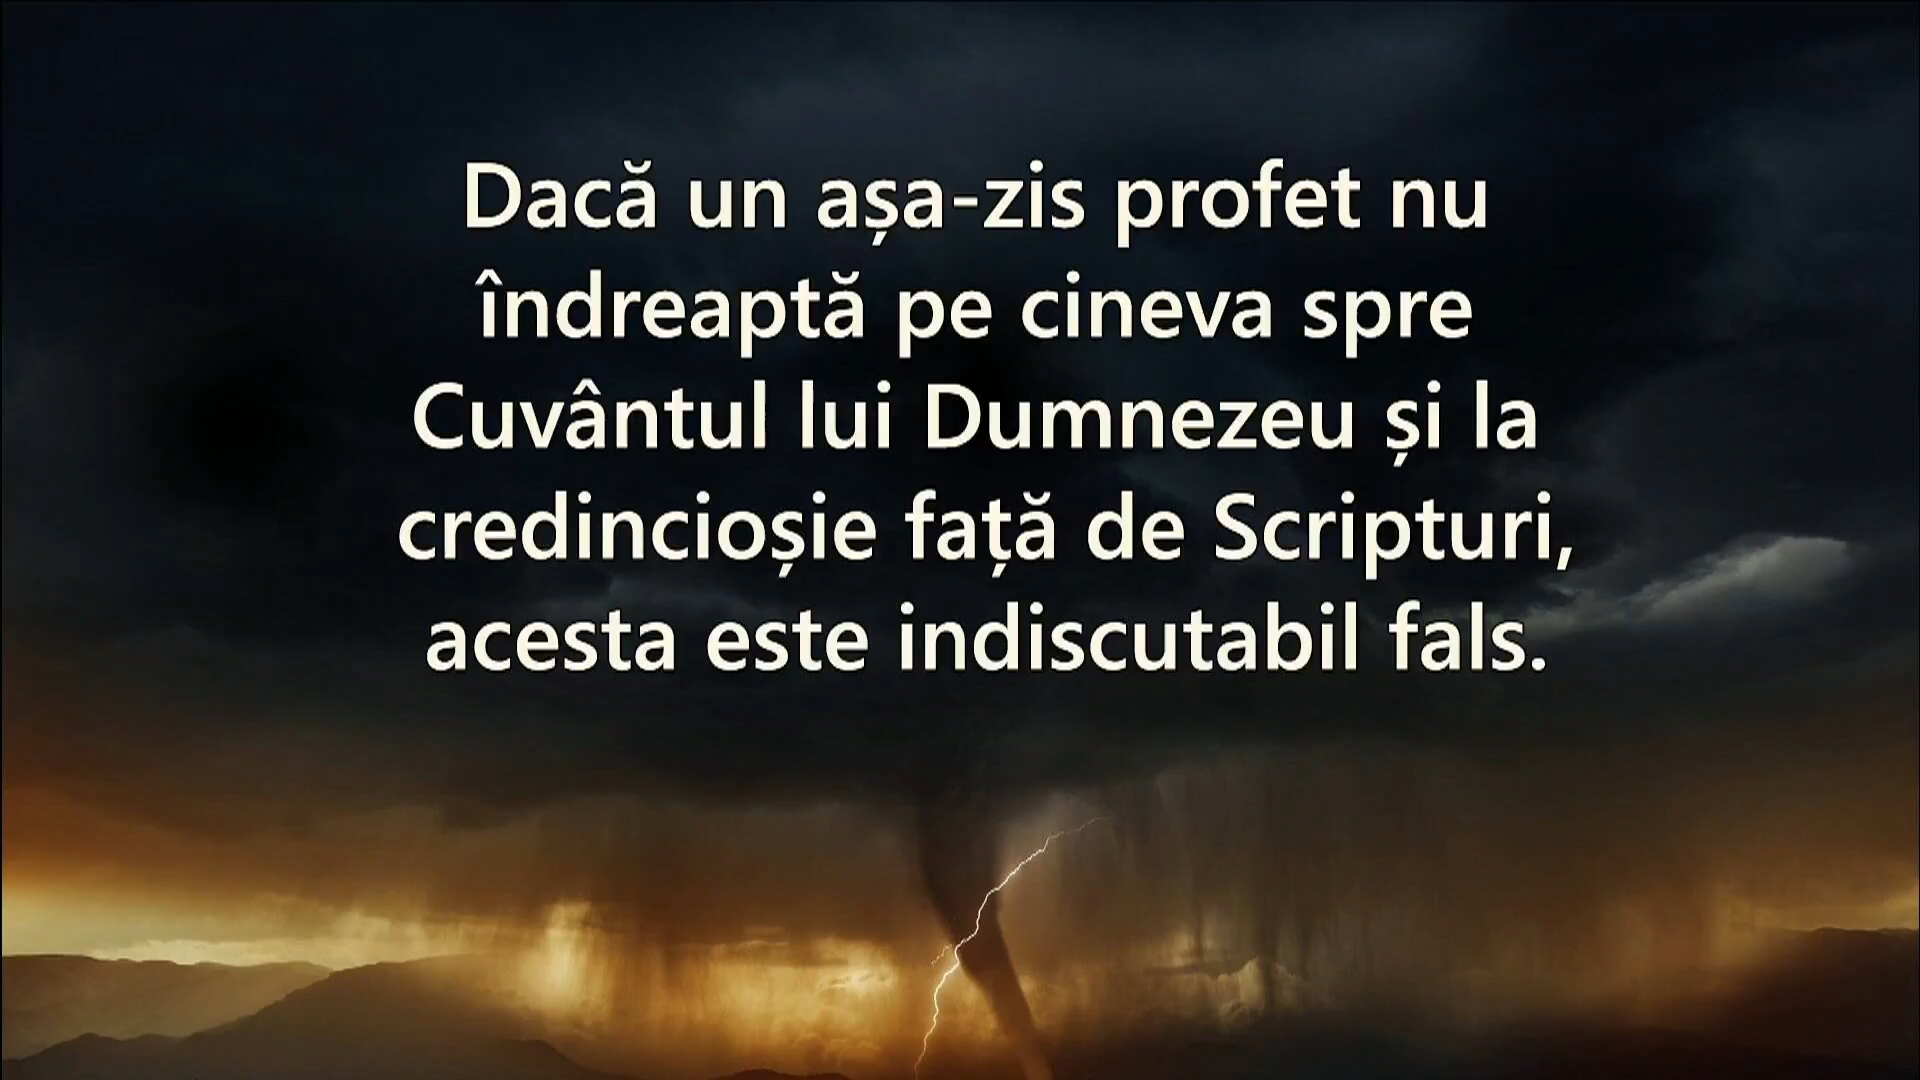 Dacă un așa-zis profet nu
îndreaptă pe cineva spre
Cuvântul lui Dumnezeu și la
credincioșie față de Scripturi,
acesta este indiscutabil fals.